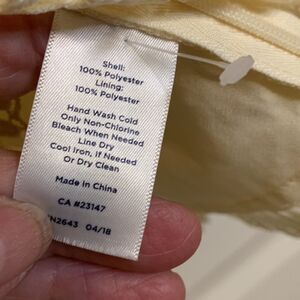 Shell:
100% Polyester
Lining:
100% Polyester
Hand Wash Cold
Only Non-Chlorine
Bleach When Needed
Line Dry
Cool Iron, if Needed
Or Dry Clean
Made in China
CA #23147
04/18